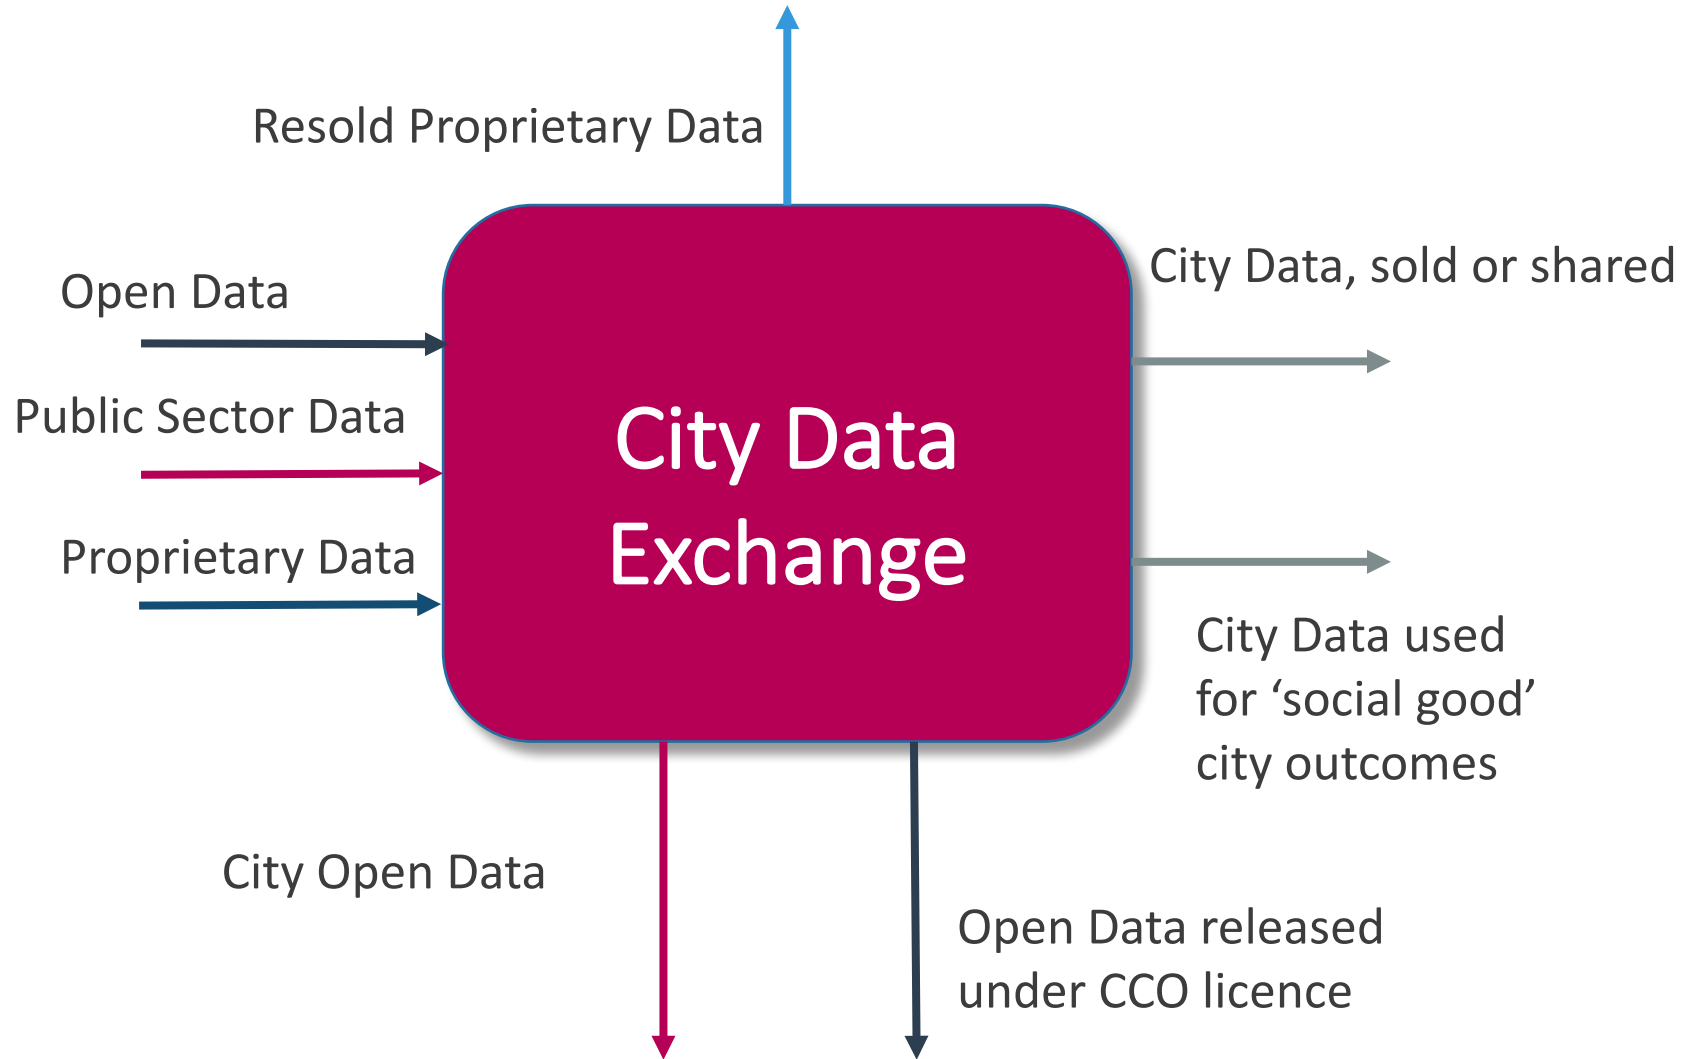 Resold Proprietary Data
Open Data
City Data, sold or shared
Public Sector Data
City Data
Exchange
Proprietary Data
City Data used
for ‘social good’
city outcomes
City Open Data
Open Data released
under CCO licence